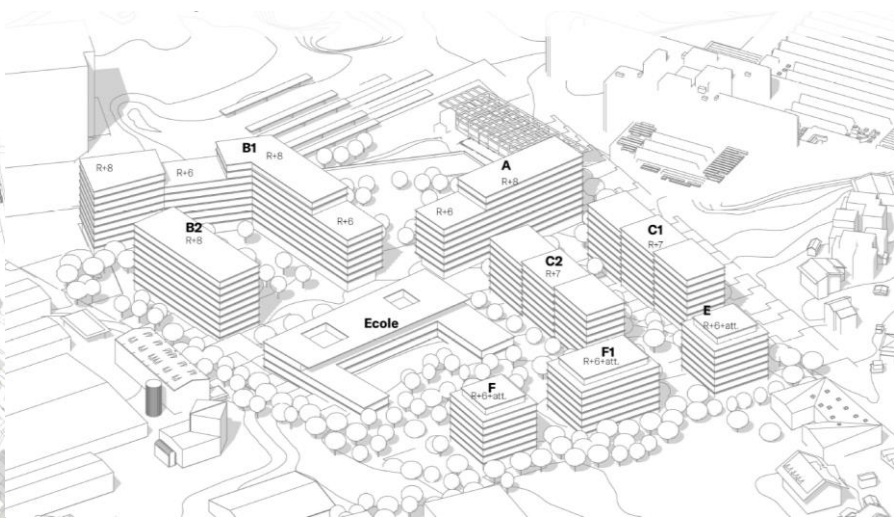 B1
R+8
R+8
R+6
A
R+8
B2
R+8
R+6
R+6
C1
R+7
C2
R+7
Ecole
E
R+6+att.
F1
R+6+att.
F
R+6+att.